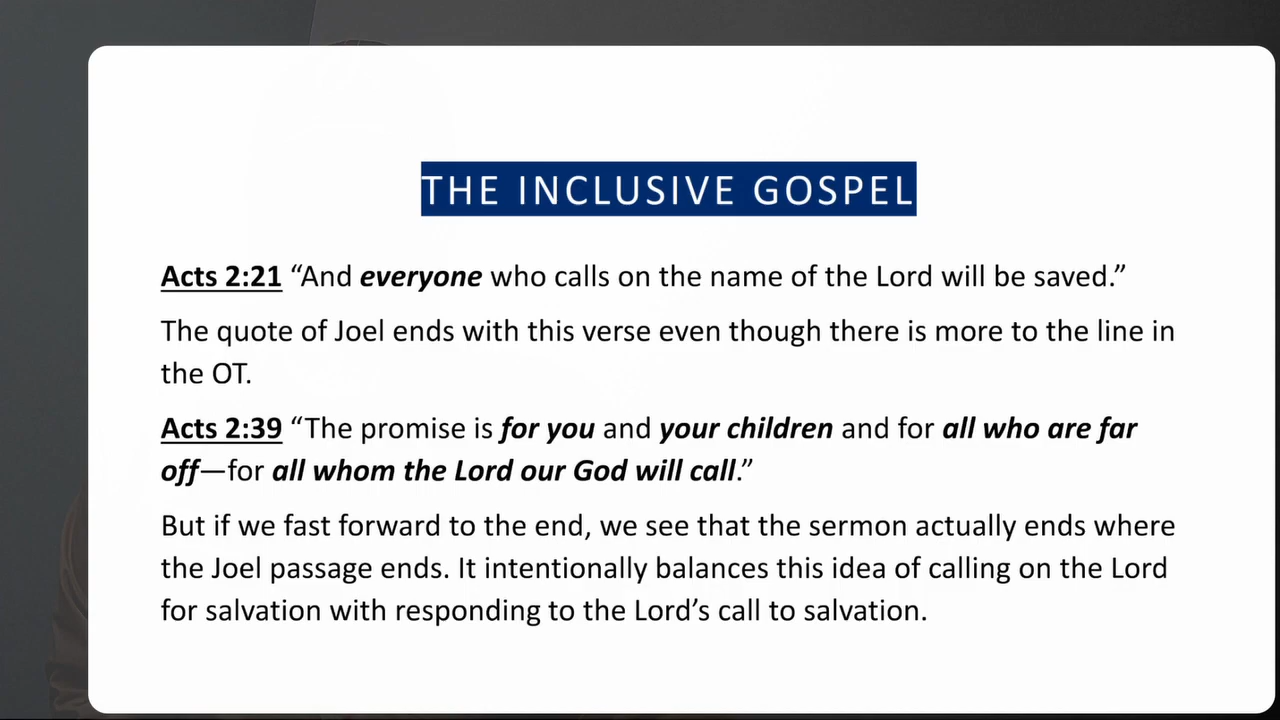 THE INCLUSIVE GOSPEL
Acts 2:21 “And everyone who calls on the name of the Lord will be saved.”
The quote of Joel ends with this verse even though there is more to the line in
the OT.
Acts 2:39 “The promise is for you and your children and for all who are far
off—for all whom the Lord our God will call.”
But if we fast forward to the end, we see that the sermon actually ends where
the Joel passage ends. It intentionally balances this idea of calling on the Lord
for salvation with responding to the Lord’s call to salvation.